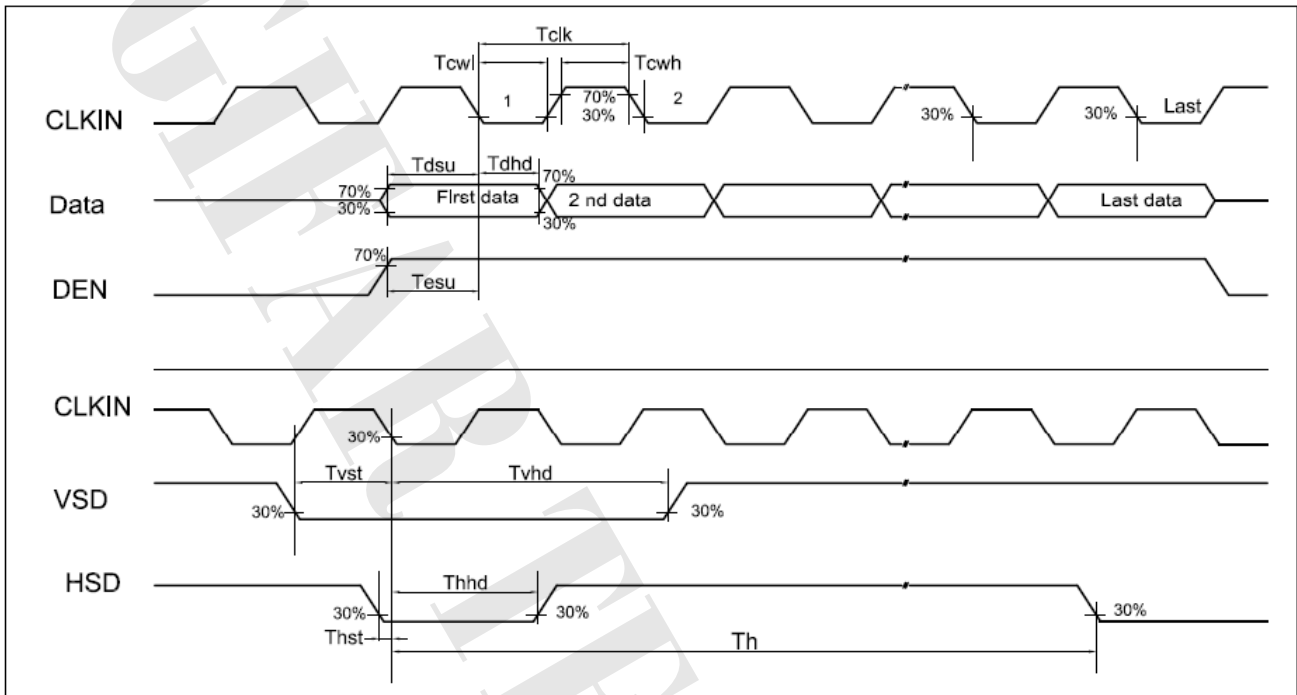 Tclk
Tcwl Tcwh
CLKIN 1 70% 30% 2 30% 30% Last
Tdsu Tdhd
Data 70% 30% FIrst data 70% 30% 2 nd data Last data
DEN 70% Tesu
CLKIN 30%
VSD 30% Tvst Tvhd 30%
HSD 30% Thhd 30% 30%
Thst Th